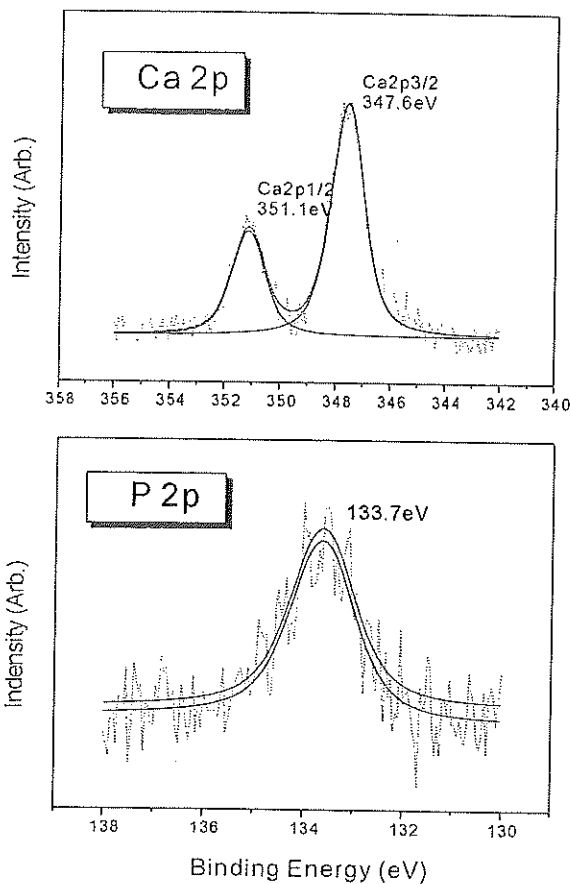 Ca 2p
Ca2p3/2
347.6eV
Ca2p1/2
351.1eV
Intensity (Arb.)
358 356 354 352 350 348 346 344 342 340
P 2p
133.7eV
Indensity (Arb.)
138 136 134 132 130
Binding Energy (eV)